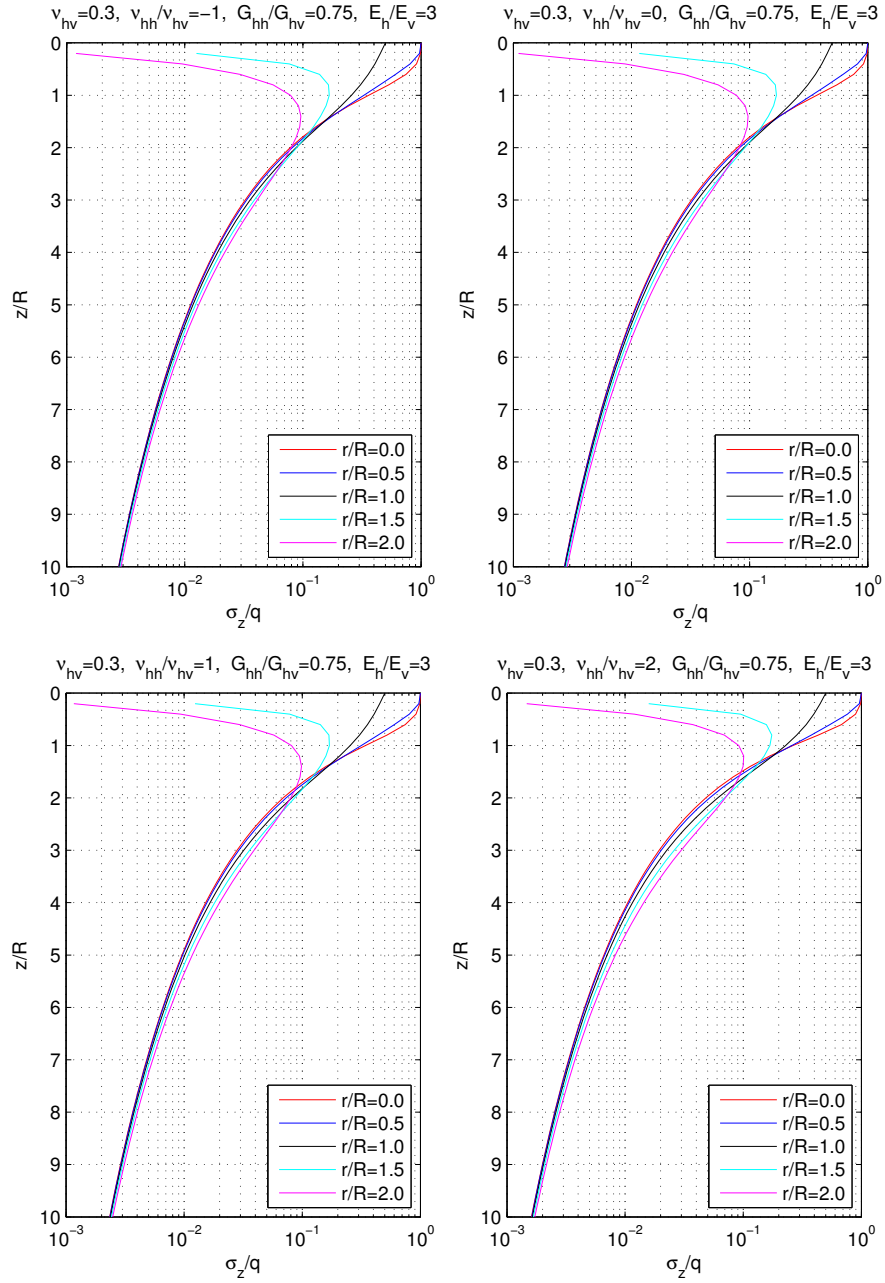 ν_hv=0.3, ν_hh/ν_hv=−1, G_hh/G_hv=0.75, E_h/E_v=3
0
1
2
3
4
5
6
7
8
9
10
z/R
10^−3
10^−2
10^−1
10^0
σ_z/q
r/R=0.0
r/R=0.5
r/R=1.0
r/R=1.5
r/R=2.0
ν_hv=0.3, ν_hh/ν_hv=0, G_hh/G_hv=0.75, E_h/E_v=3
0
1
2
3
4
5
6
7
8
9
10
z/R
10^−3
10^−2
10^−1
10^0
σ_z/q
r/R=0.0
r/R=0.5
r/R=1.0
r/R=1.5
r/R=2.0
ν_hv=0.3, ν_hh/ν_hv=1, G_hh/G_hv=0.75, E_h/E_v=3
0
1
2
3
4
5
6
7
8
9
10
z/R
10^−3
10^−2
10^−1
10^0
σ_z/q
r/R=0.0
r/R=0.5
r/R=1.0
r/R=1.5
r/R=2.0
ν_hv=0.3, ν_hh/ν_hv=2, G_hh/G_hv=0.75, E_h/E_v=3
0
1
2
3
4
5
6
7
8
9
10
z/R
10^−3
10^−2
10^−1
10^0
σ_z/q
r/R=0.0
r/R=0.5
r/R=1.0
r/R=1.5
r/R=2.0